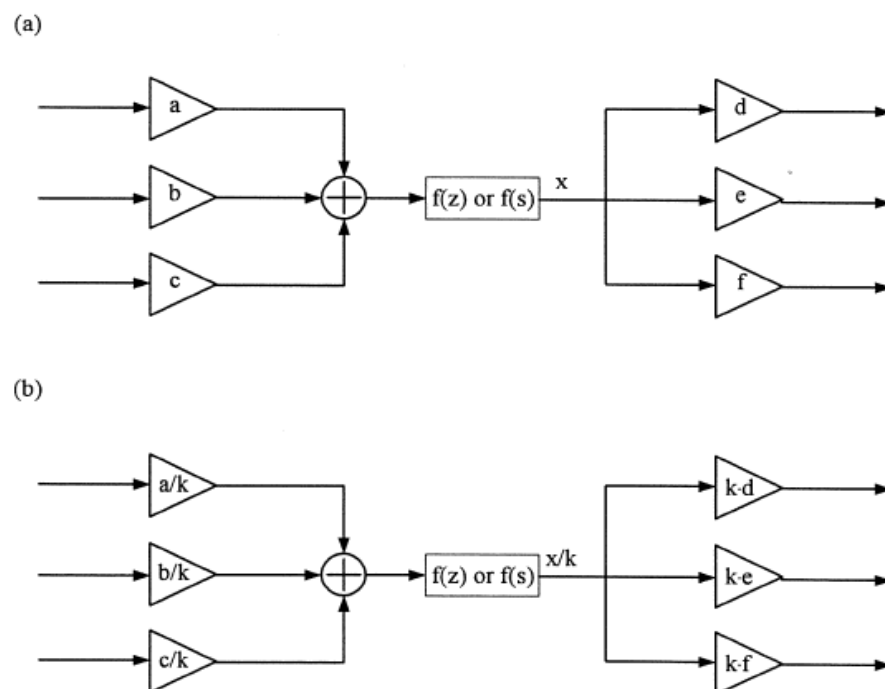 (a)
a
d
b
f(z) or f(s)
x
e
c
f
(b)
a/k
k·d
b/k
f(z) or f(s)
x/k
k·e
c/k
k·f